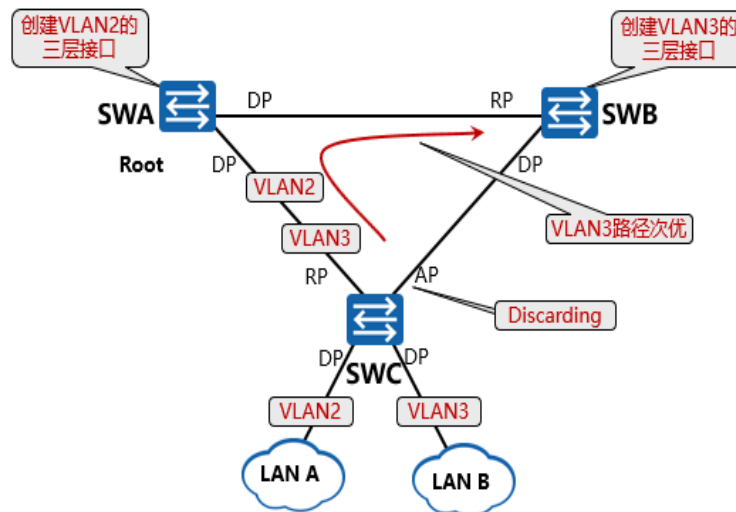 创建VLAN2的
三层接口
创建VLAN3的
三层接口
SWA
DP
RP
SWB
Root
DP
DP
VLAN2
VLAN3
VLAN3路径次优
RP
AP
Discarding
DP
DP
SWC
VLAN2
VLAN3
LAN A
LAN B